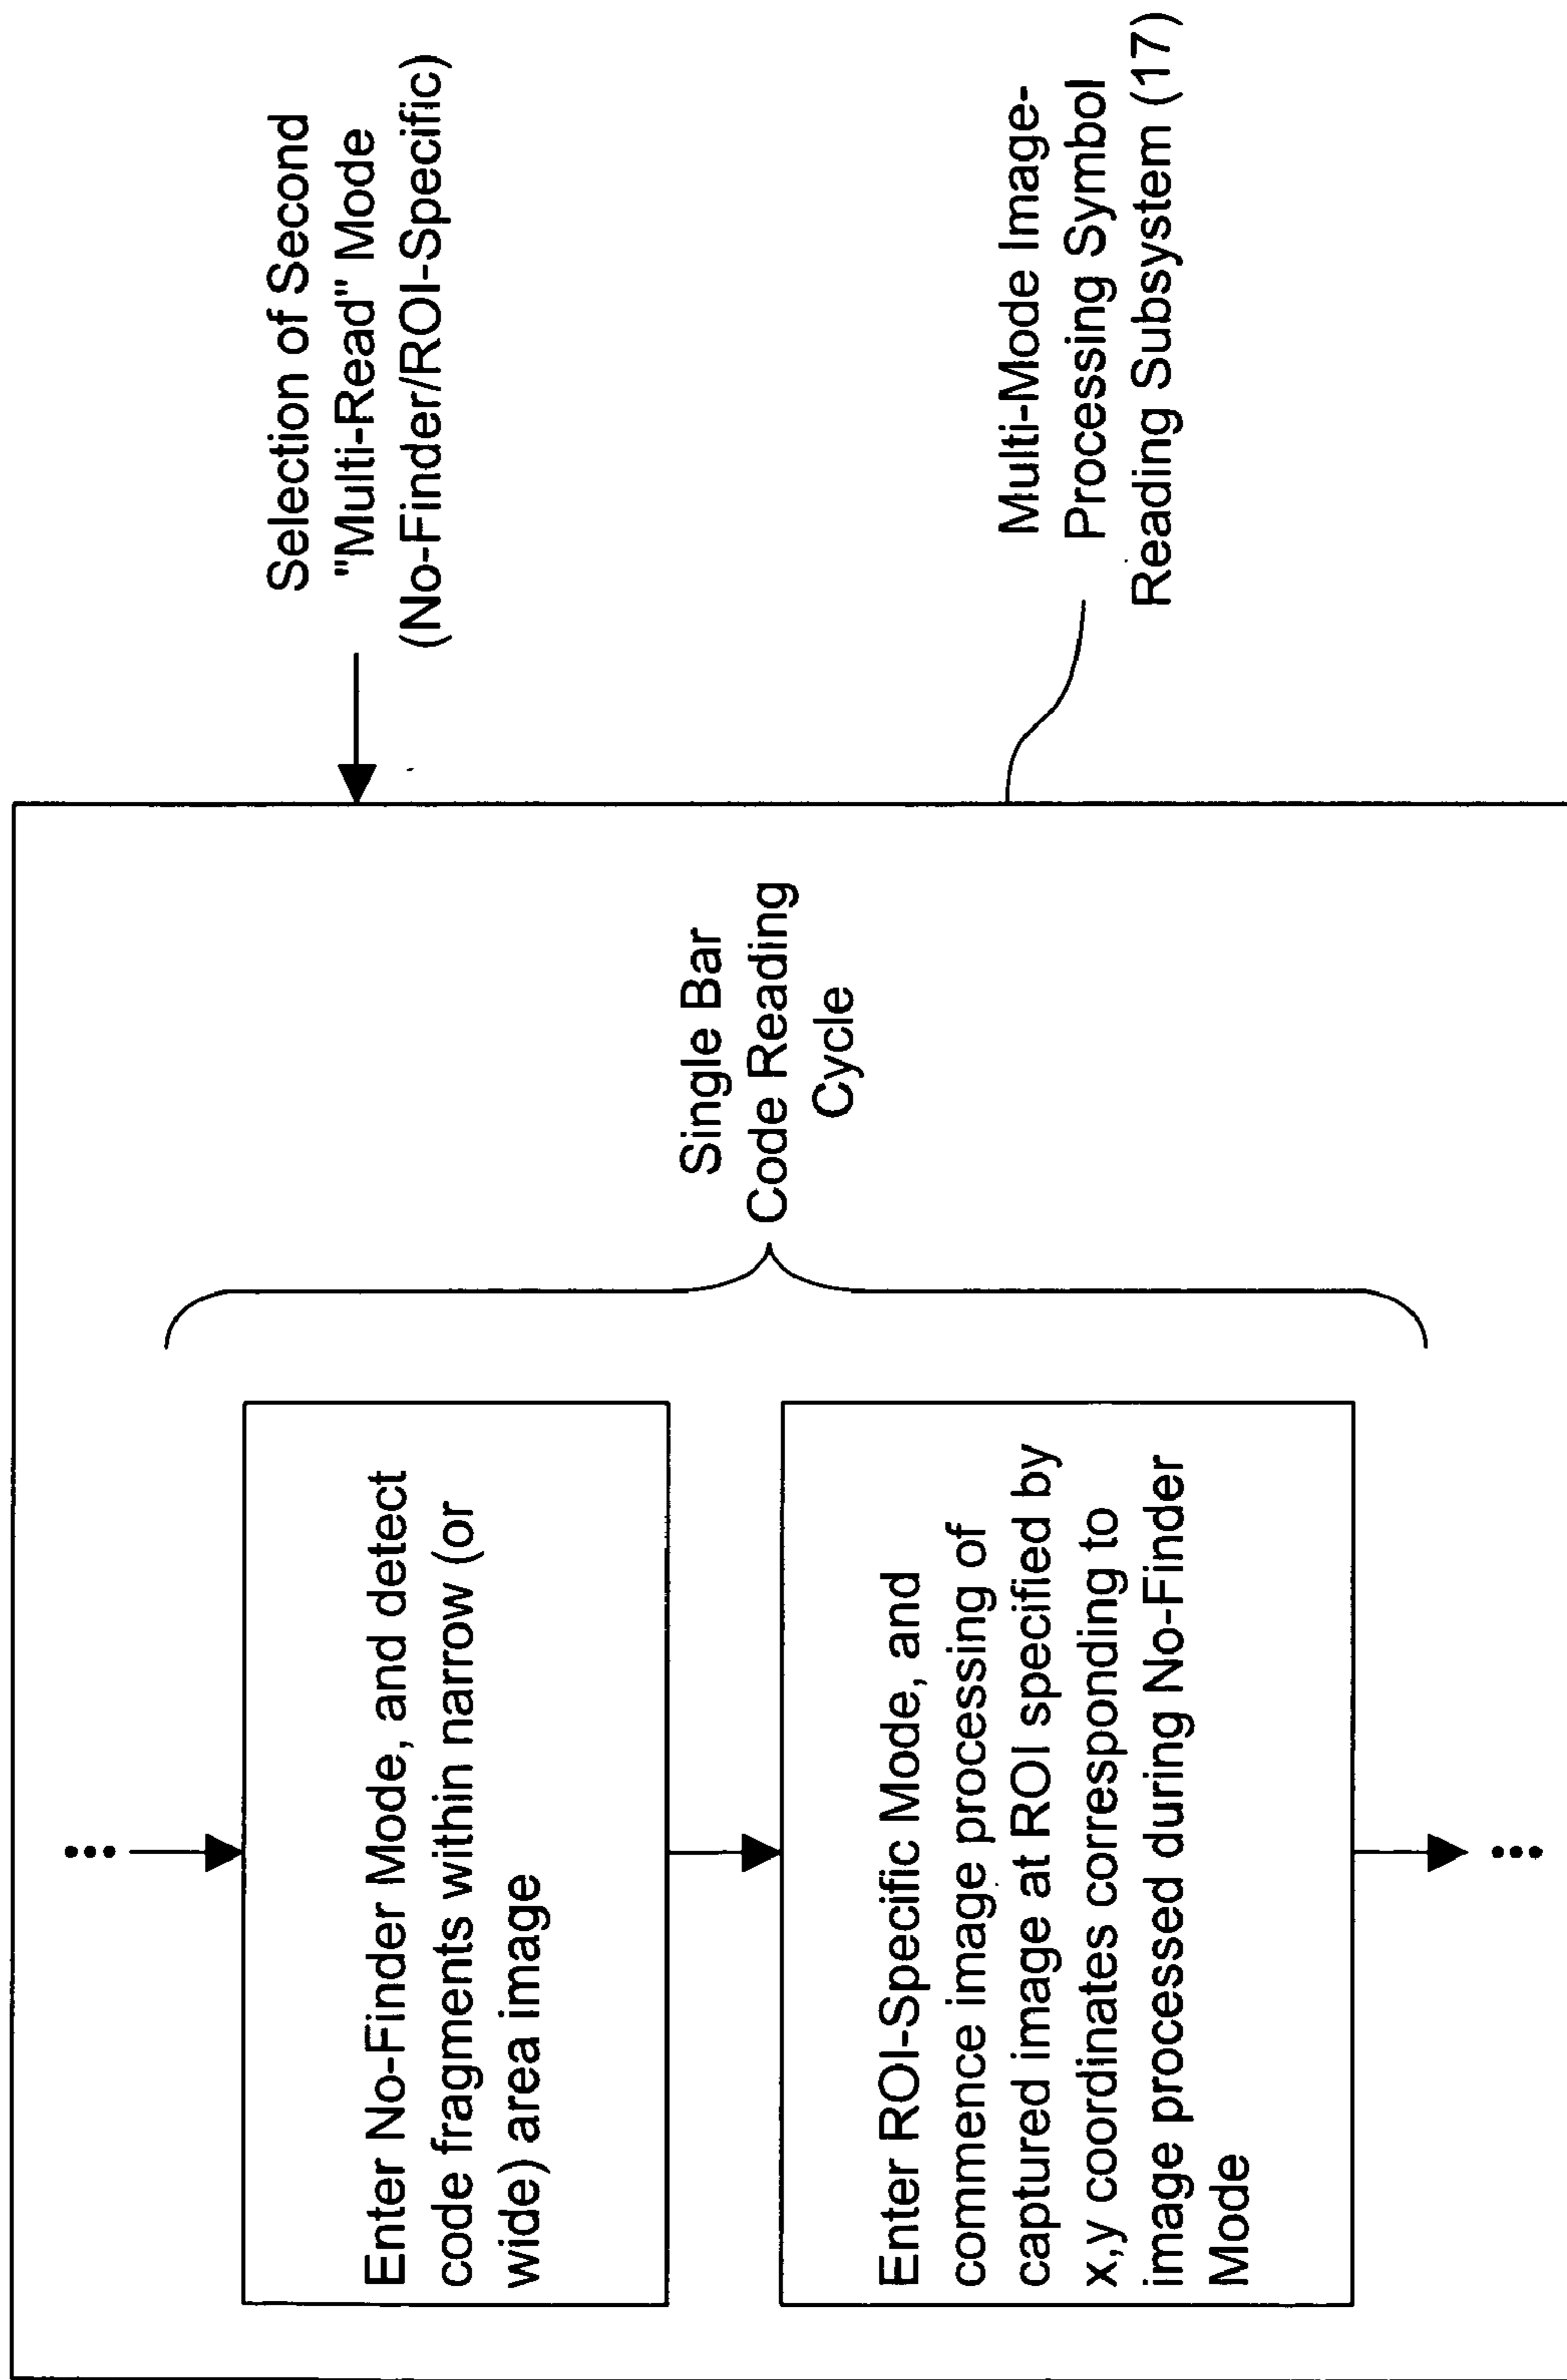 Selection of Second
"Multi-Read" Mode
(No-Finder/ROI-Specific)
Multi-Mode Image-
Processing Symbol
Reading Subsystem (17)
Single Bar
Code Reading
Cycle
Enter No-Finder Mode, and detect
code fragments within narrow (or
wide) area image
Enter ROI-Specific Mode, and
commence image processing of
captured image at ROI specified by
x,y coordinates corresponding to
image processed during No-Finder
Mode